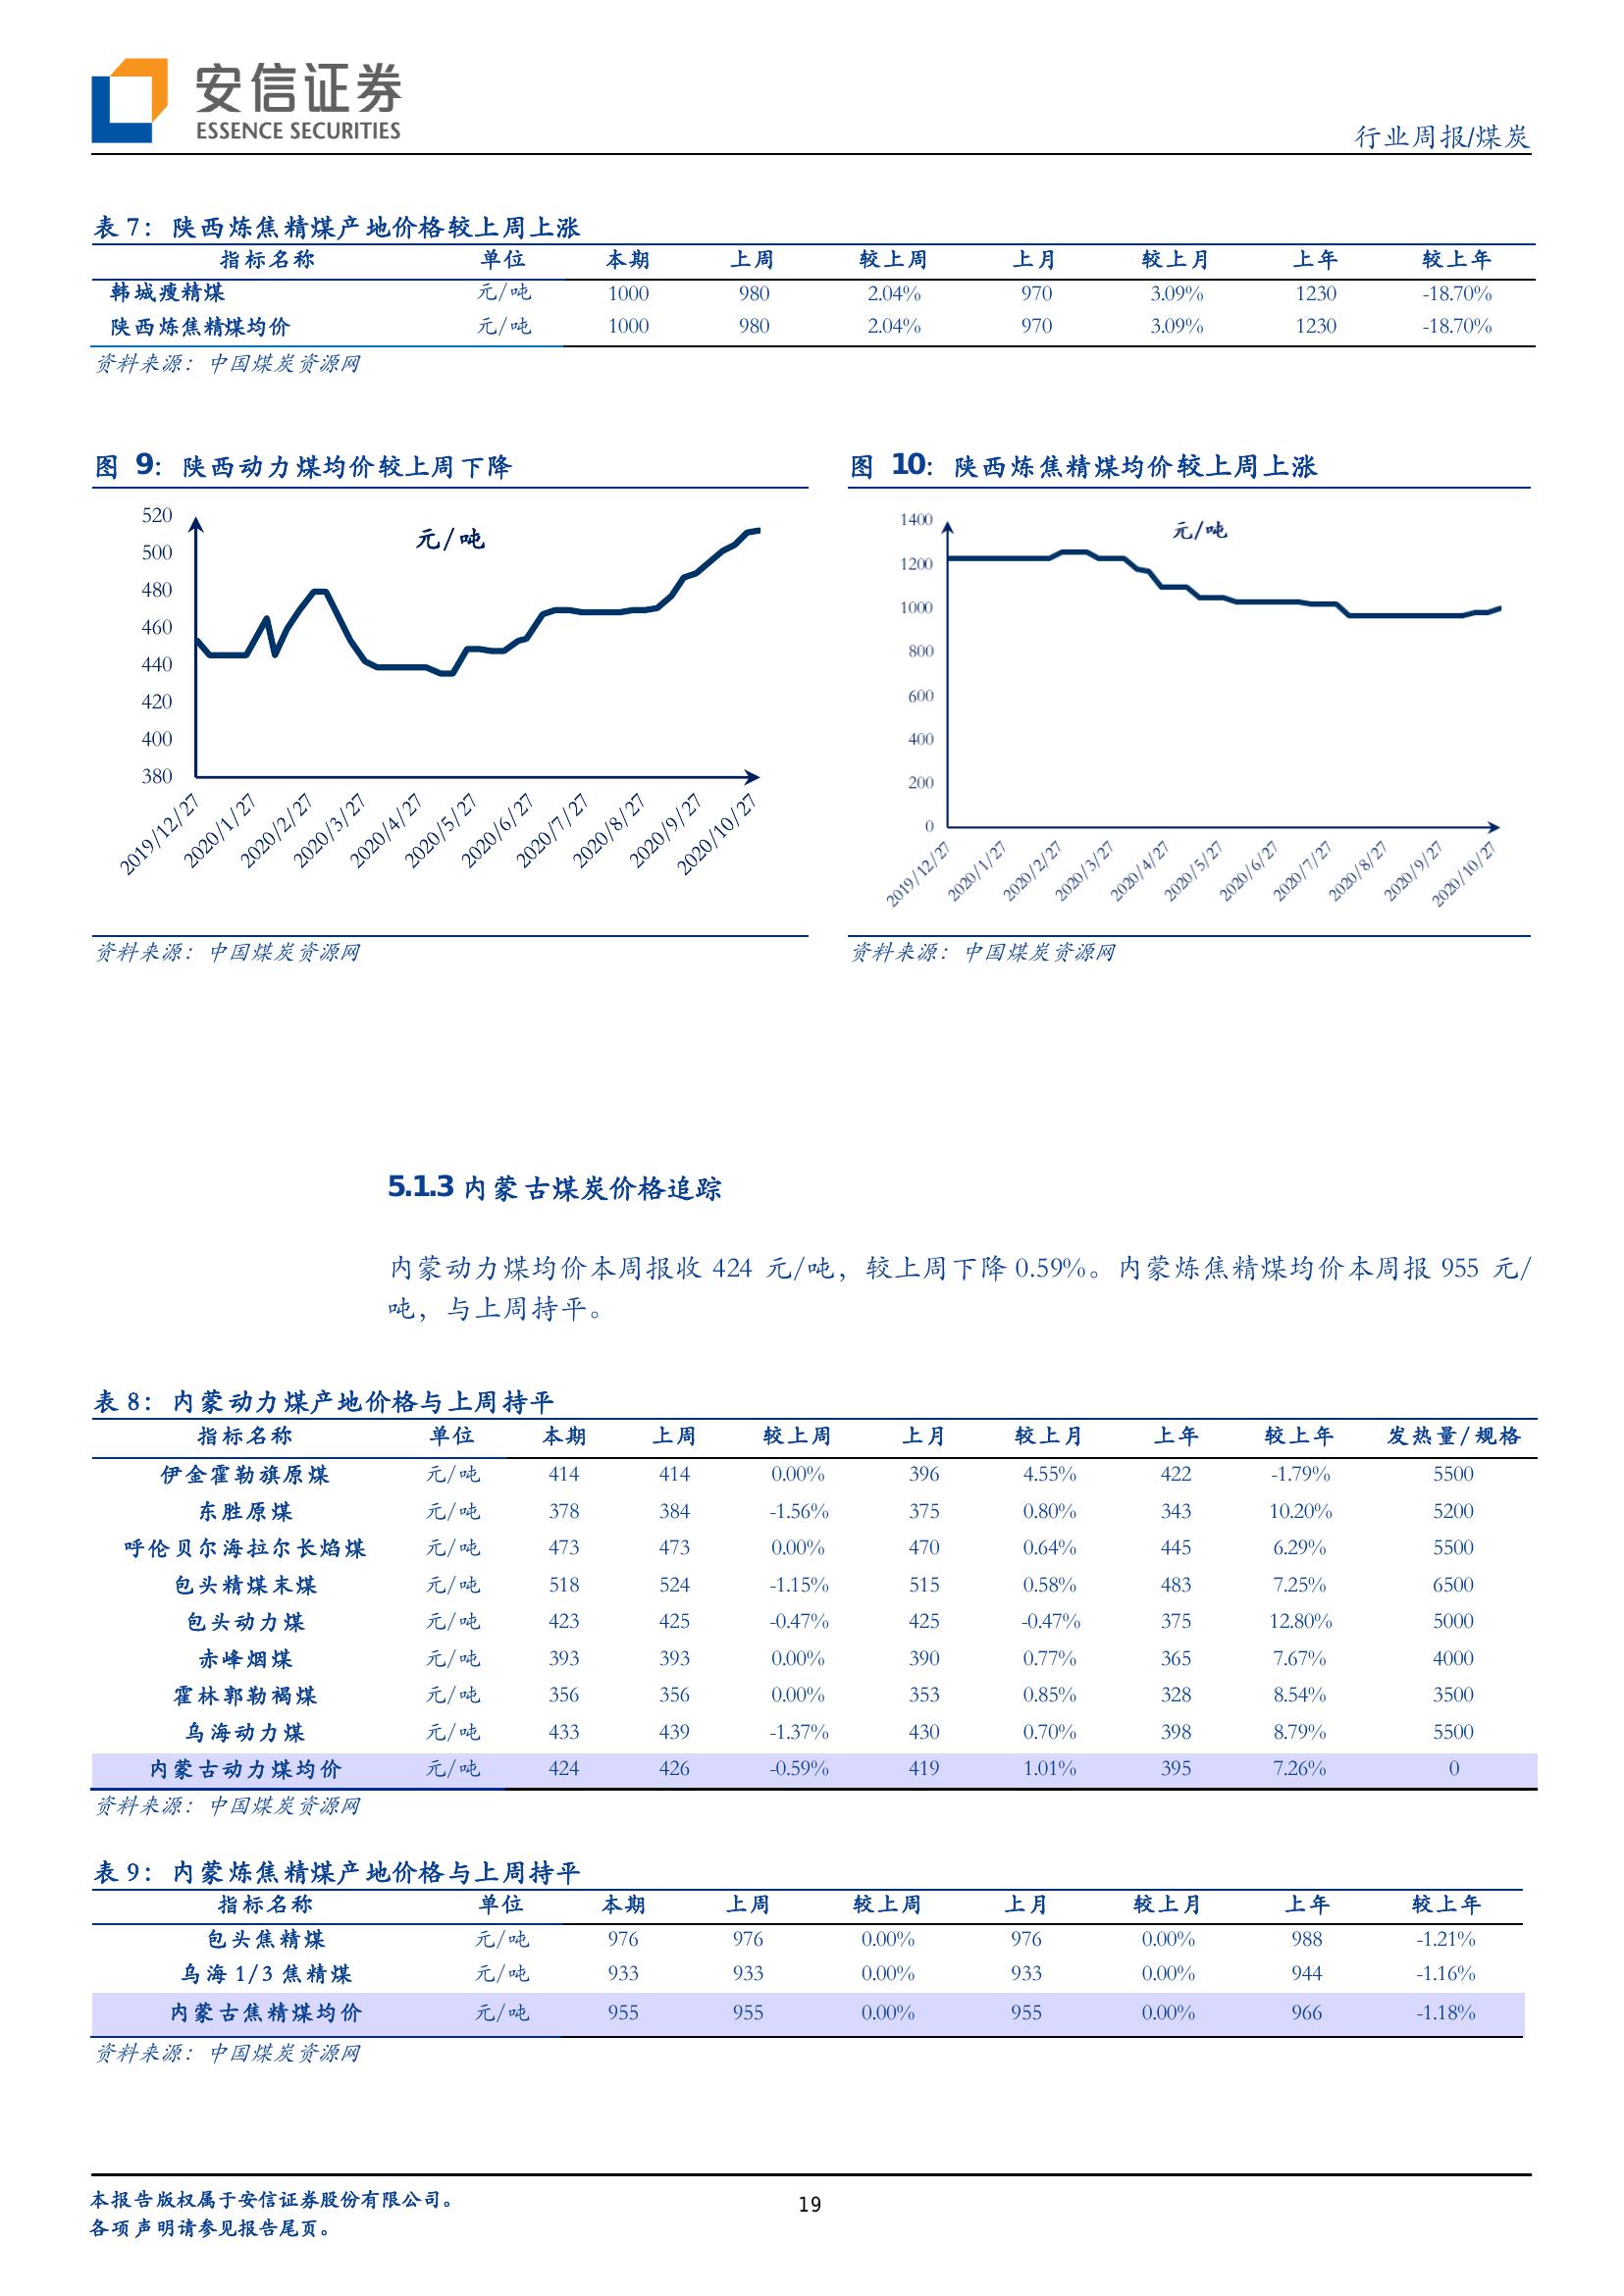 安信证券
ESSENCE SECURITIES
行业周报/煤炭
表 7：陕西炼焦精煤产地价格较上周上涨
指标名称 单位 本期 上周 较上周 上月 较上月 上年 较上年
韩城瘦精煤 元/吨 1000 980 2.04% 970 3.09% 1230 -18.70%
陕西炼焦精煤均价 元/吨 1000 980 2.04% 970 3.09% 1230 -18.70%
资料来源：中国煤炭资源网
图 9：陕西动力煤均价较上周下降
元/吨
520
500
480
460
440
420
400
380
2019/12/27 2020/1/27 2020/2/27 2020/3/27 2020/4/27 2020/5/27 2020/6/27 2020/7/27 2020/8/27 2020/9/27 2020/10/27
资料来源：中国煤炭资源网
图 10：陕西炼焦精煤均价较上周上涨
元/吨
1400
1200
1000
800
600
400
200
0
2019/12/27 2020/1/27 2020/2/27 2020/3/27 2020/4/27 2020/5/27 2020/6/27 2020/7/27 2020/8/27 2020/9/27 2020/10/27
资料来源：中国煤炭资源网
5.1.3 内蒙古煤炭价格追踪
内蒙动力煤均价本周报收 424 元/吨，较上周下降 0.59%。内蒙炼焦精煤均价本周报 955 元/
吨，与上周持平。
表 8：内蒙动力煤产地价格与上周持平
指标名称 单位 本期 上周 较上周 上月 较上月 上年 较上年 发热量/规格
伊金霍勒旗原煤 元/吨 414 414 0.00% 396 4.55% 422 -1.79% 5500
东胜原煤 元/吨 378 384 -1.56% 375 0.80% 343 10.20% 5200
呼伦贝尔海拉尔长焰煤 元/吨 473 473 0.00% 470 0.64% 445 6.29% 5500
包头精煤末煤 元/吨 518 524 -1.15% 515 0.58% 483 7.25% 6500
包头动力煤 元/吨 423 425 -0.47% 425 -0.47% 375 12.80% 5000
赤峰烟煤 元/吨 393 393 0.00% 390 0.77% 365 7.67% 4000
霍林郭勒褐煤 元/吨 356 356 0.00% 353 0.85% 328 8.54% 3500
乌海动力煤 元/吨 433 439 -1.37% 430 0.70% 398 8.79% 5500
内蒙古动力煤均价 元/吨 424 426 -0.59% 419 1.01% 395 7.26% 0
资料来源：中国煤炭资源网
表 9：内蒙炼焦精煤产地价格与上周持平
指标名称 单位 本期 上周 较上周 上月 较上月 上年 较上年
包头焦精煤 元/吨 976 976 0.00% 976 0.00% 988 -1.21%
乌海 1/3 焦精煤 元/吨 933 933 0.00% 933 0.00% 944 -1.16%
内蒙古焦精煤均价 元/吨 955 955 0.00% 955 0.00% 966 -1.18%
资料来源：中国煤炭资源网
本报告版权属于安信证券股份有限公司。
各项声明请参见报告尾页。
19